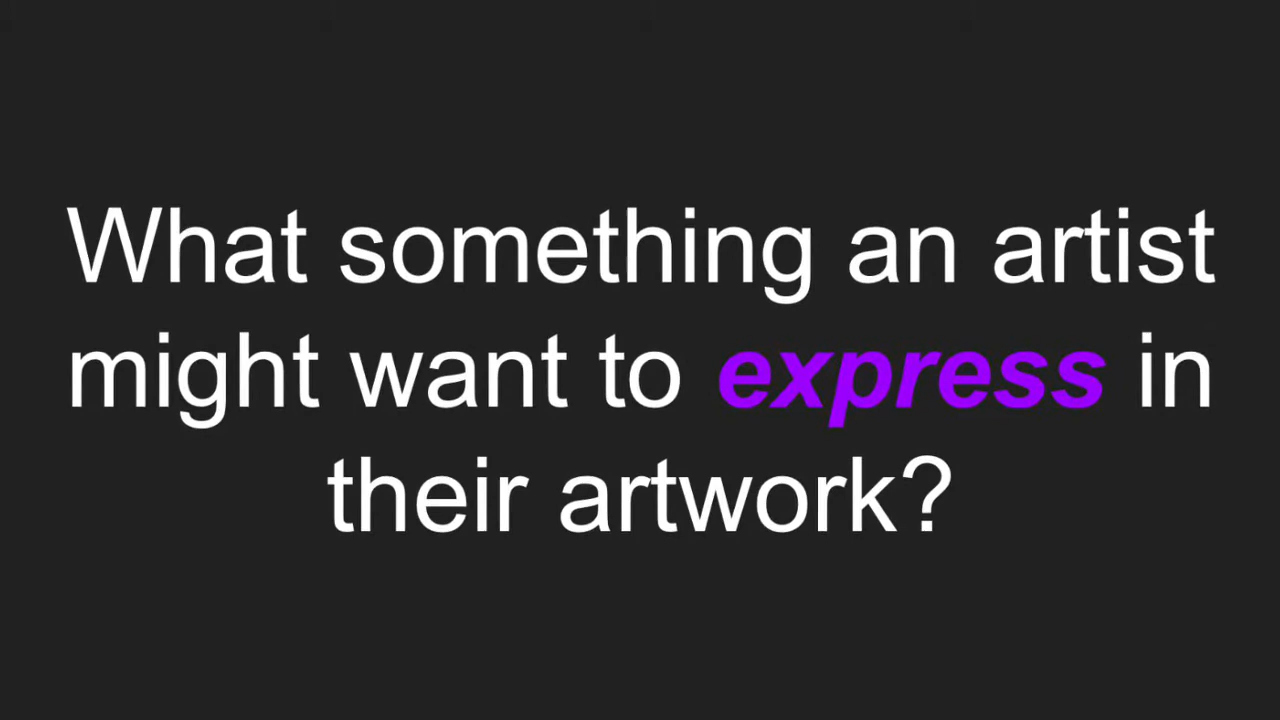 What something an artist
might want to express in
their artwork?